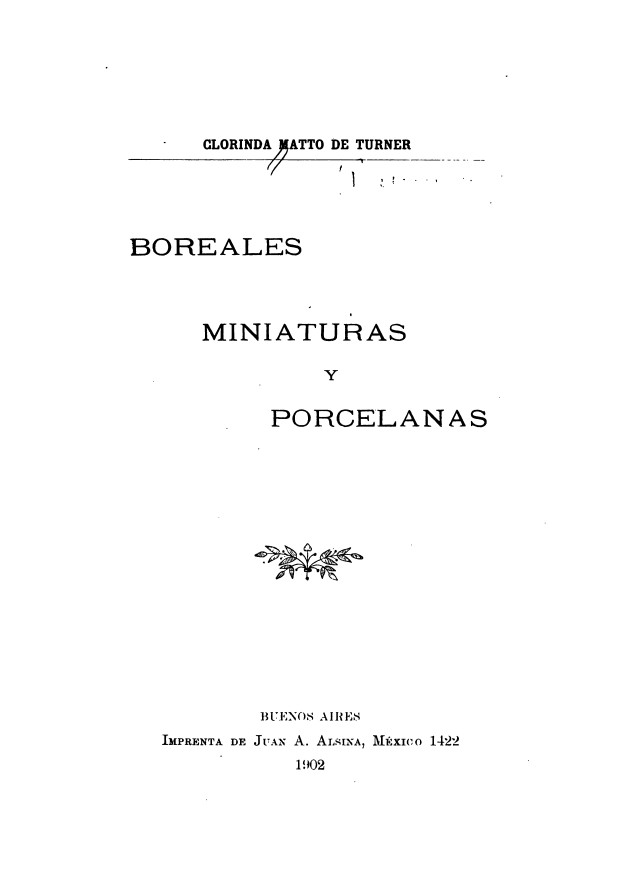 CLORINDA MATTO DE TURNER
BOREALES
MINIATURAS
Y
PORCELANAS
BUENOS AIRES
IMPRENTA DE JUAN A. ALSINA, MÉXICO 1422
1902